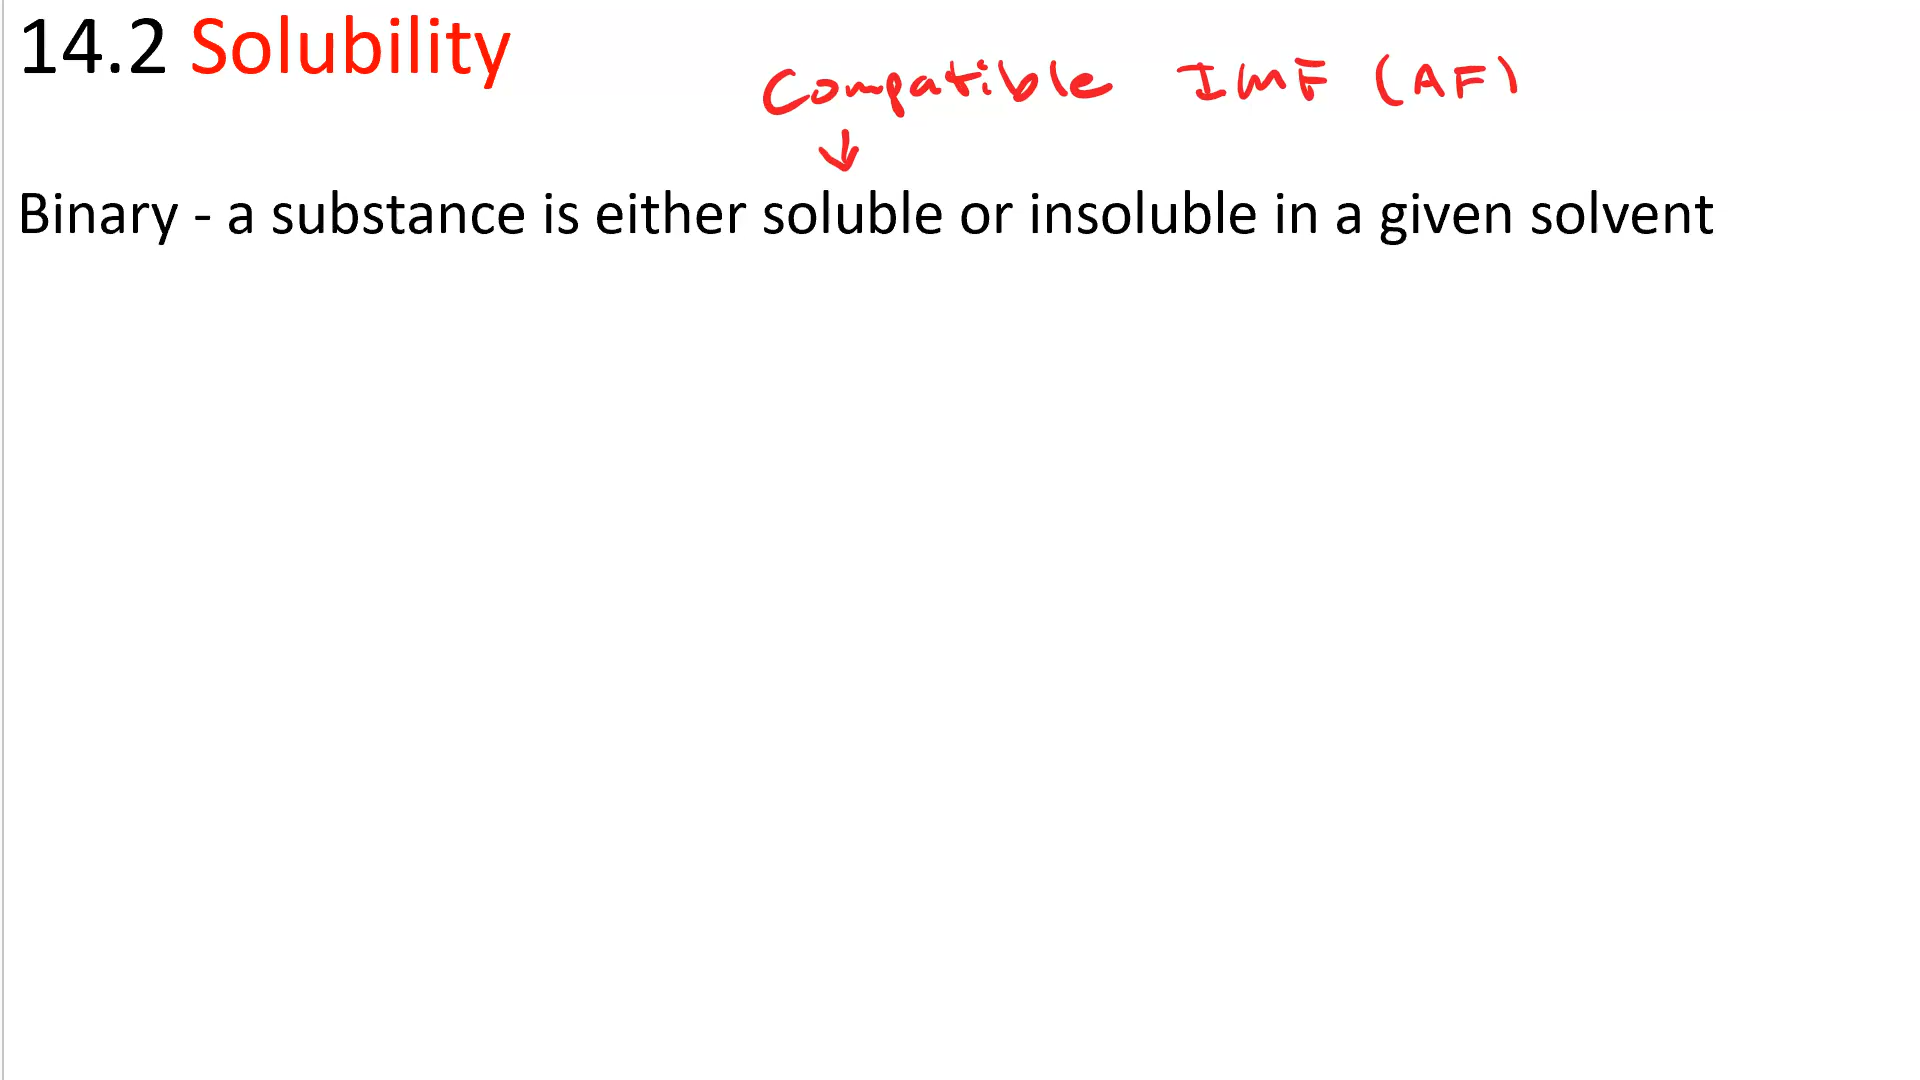 14.2 Solubility
Compatible IMF (AF)
Binary - a substance is either soluble or insoluble in a given solvent